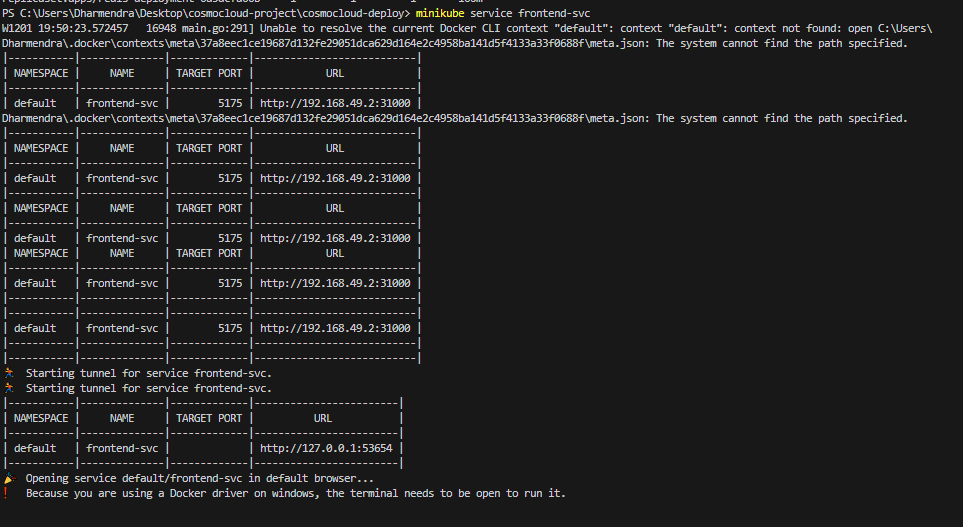 PS C:\Users\Dharmendra\Desktop\cosmocloud-project\cosmocloud-deploy> minikube service frontend-svc
W1201 19:50:23.572457   16948 main.go:291] Unable to resolve the current Docker CLI context "default": context "default": context not found: open C:\Users\
Dharmendra\.docker\contexts\meta\37a8eec1ce19687d132fe29051dca629d164e2c4958ba141d5f4133a33f0688f\meta.json: The system cannot find the path specified.
|-----------|--------------|-------------|---------------------------|
| NAMESPACE |     NAME     | TARGET PORT |            URL            |
|-----------|--------------|-------------|---------------------------|
| default   | frontend-svc |        5175 | http://192.168.49.2:31000 |
Dharmendra\.docker\contexts\meta\37a8eec1ce19687d132fe29051dca629d164e2c4958ba141d5f4133a33f0688f\meta.json: The system cannot find the path specified.
|-----------|--------------|-------------|---------------------------|
| NAMESPACE |     NAME     | TARGET PORT |            URL            |
|-----------|--------------|-------------|---------------------------|
| default   | frontend-svc |        5175 | http://192.168.49.2:31000 |
|-----------|--------------|-------------|---------------------------|
| NAMESPACE |     NAME     | TARGET PORT |            URL            |
|-----------|--------------|-------------|---------------------------|
| default   | frontend-svc |        5175 | http://192.168.49.2:31000 |
| NAMESPACE |     NAME     | TARGET PORT |            URL            |
|-----------|--------------|-------------|---------------------------|
| default   | frontend-svc |        5175 | http://192.168.49.2:31000 |
|-----------|--------------|-------------|---------------------------|
|-----------|--------------|-------------|---------------------------|
| default   | frontend-svc |        5175 | http://192.168.49.2:31000 |
|-----------|--------------|-------------|---------------------------|
|-----------|--------------|-------------|---------------------------|
🏃  Starting tunnel for service frontend-svc.
🏃  Starting tunnel for service frontend-svc.
|-----------|--------------|-------------|------------------------|
| NAMESPACE |     NAME     | TARGET PORT |          URL           |
|-----------|--------------|-------------|------------------------|
| default   | frontend-svc |             | http://127.0.0.1:53654 |
|-----------|--------------|-------------|------------------------|
🎉  Opening service default/frontend-svc in default browser...
❗  Because you are using a Docker driver on windows, the terminal needs to be open to run it.